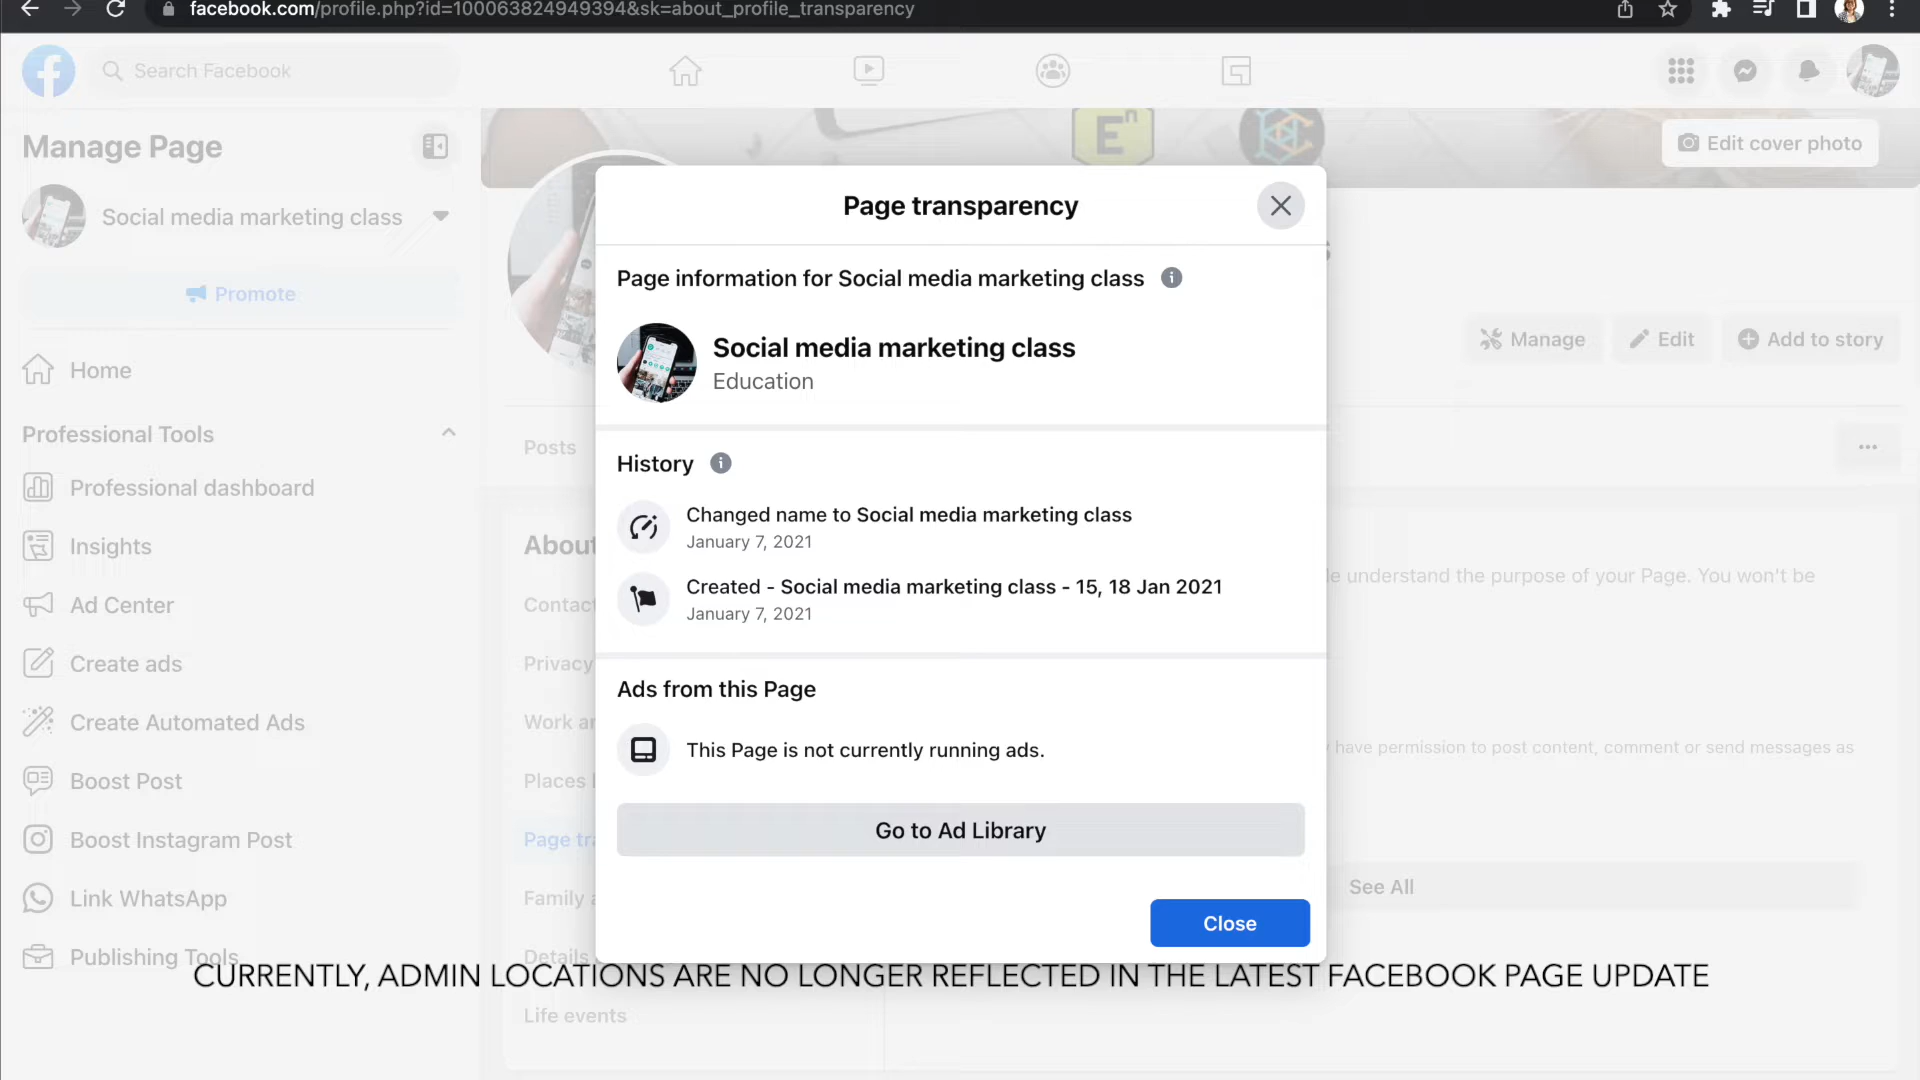 facebook.com/profile.php?id=100063824949394&sk=about_profile_transparency
Search Facebook
Manage Page
Social media marketing class
Promote
Home
Professional Tools
Professional dashboard
Insights
Ad Center
Create ads
Create Automated Ads
Boost Post
Boost Instagram Post
Link WhatsApp
Publishing Tools
En
Edit cover photo
Manage
Edit
Add to story
Posts
About
Contact
Privacy
Work an
Places
Page tra
Family a
Details
Life events
Page transparency
Page information for Social media marketing class
Social media marketing class
Education
History
Changed name to Social media marketing class
January 7, 2021
Created - Social media marketing class - 15, 18 Jan 2021
January 7, 2021
Ads from this Page
This Page is not currently running ads.
Go to Ad Library
Close
le understand the purpose of your Page. You won't be
have permission to post content, comment or send messages as
See All
CURRENTLY, ADMIN LOCATIONS ARE NO LONGER REFLECTED IN THE LATEST FACEBOOK PAGE UPDATE